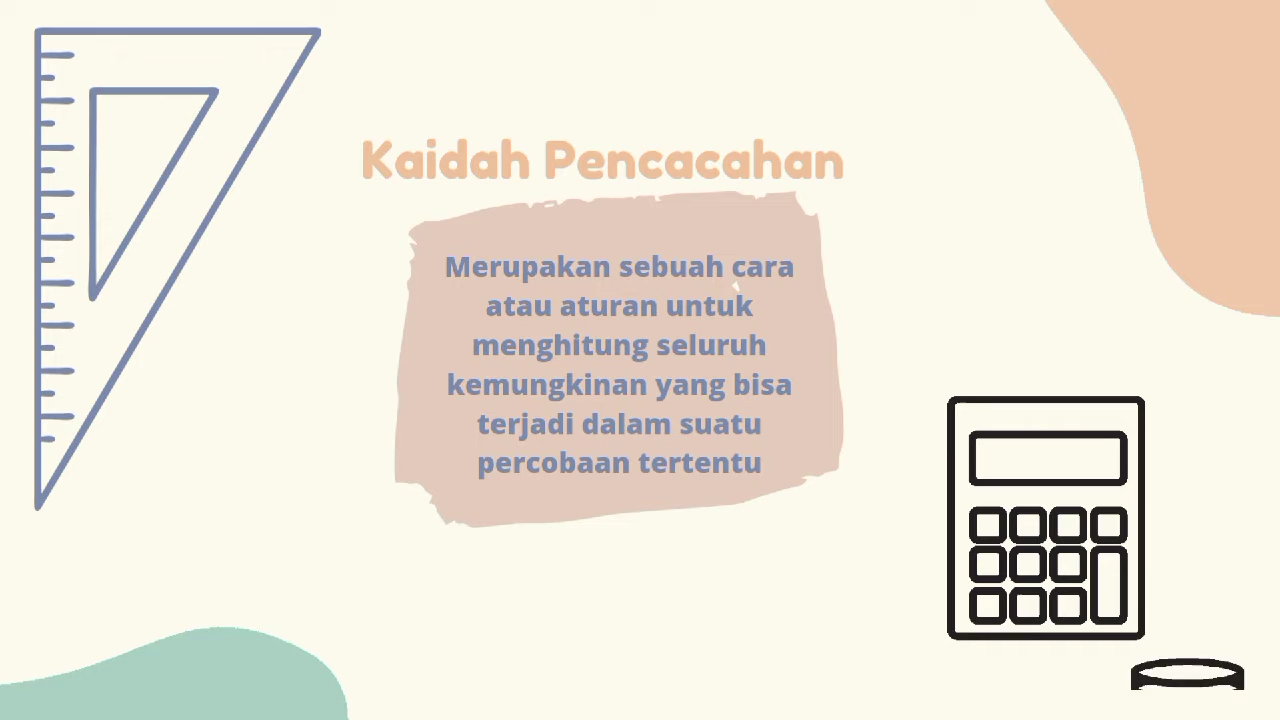 Kaidah Pencacahan
Merupakan sebuah cara
atau aturan untuk
menghitung seluruh
kemungkinan yang bisa
terjadi dalam suatu
percobaan tertentu